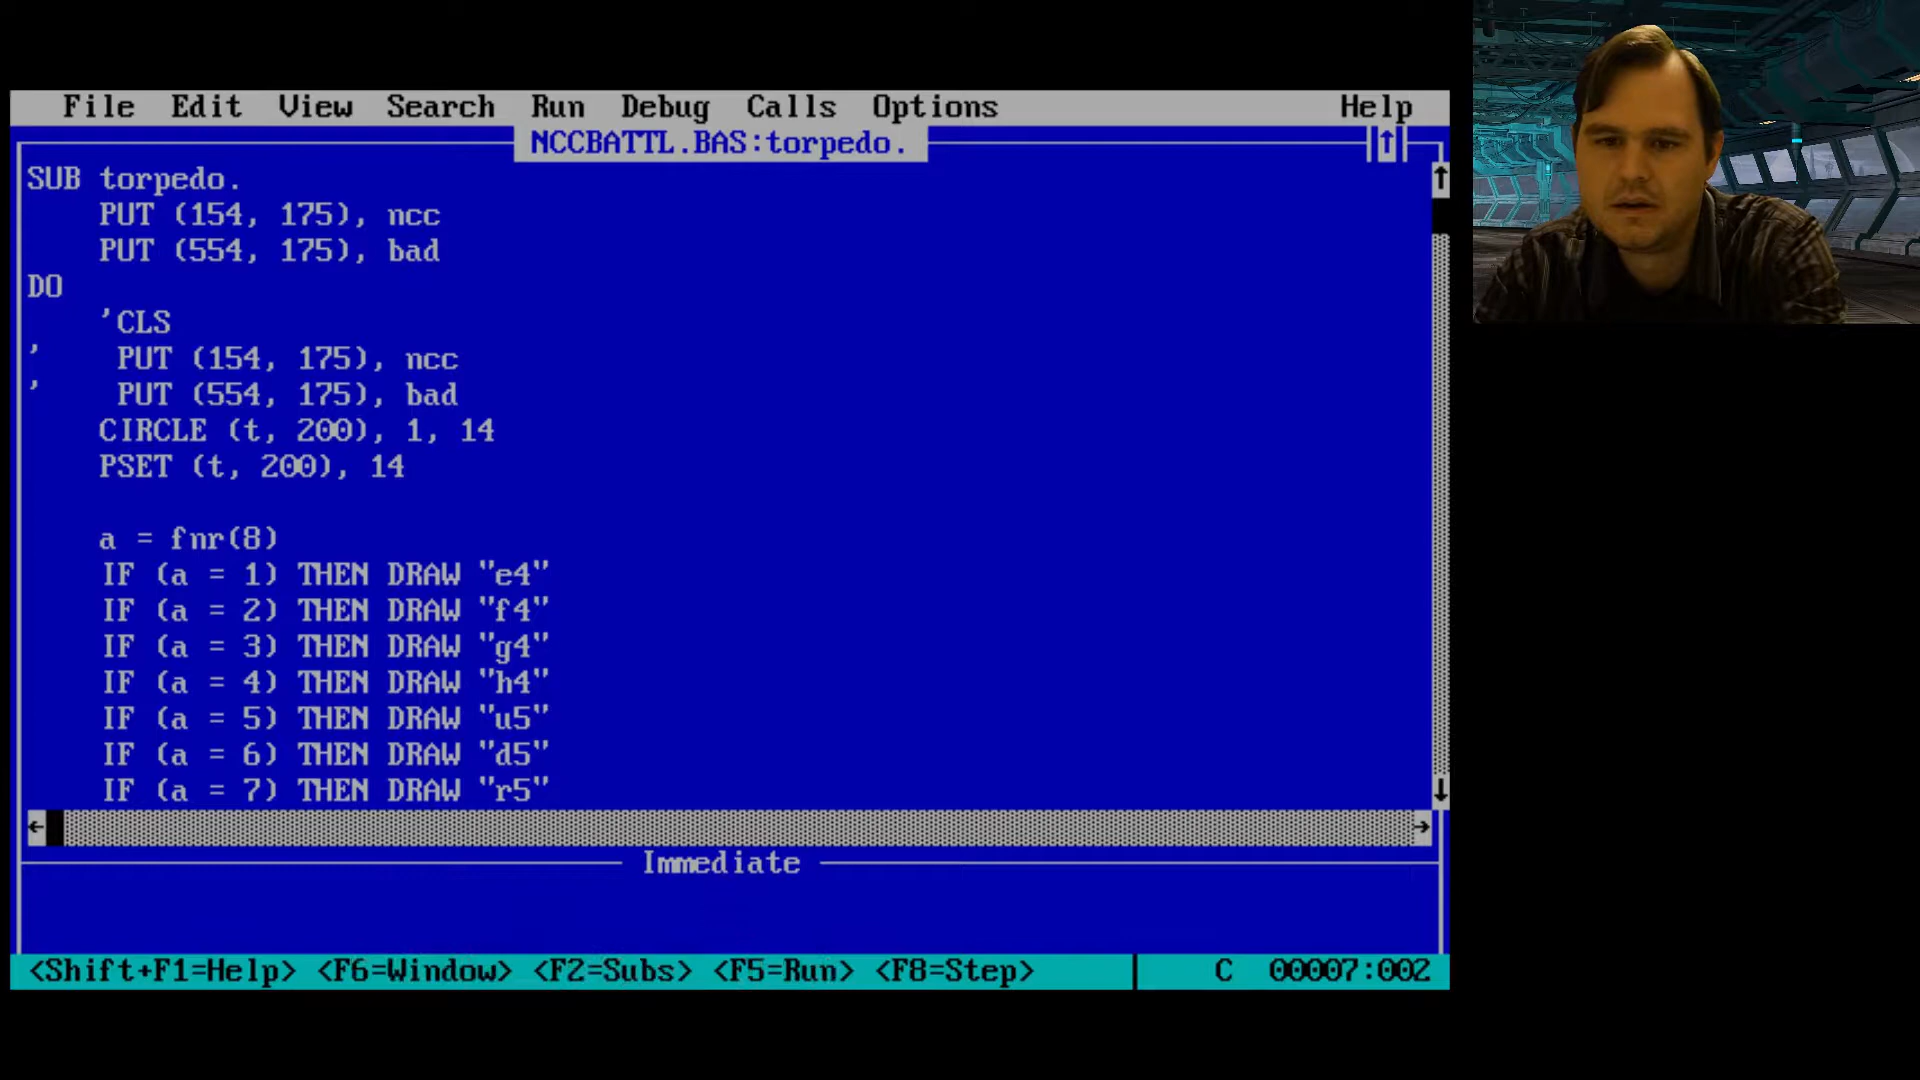 File Edit View Search Run Debug Calls Options Help
NCCBATTL.BAS:torpedo.
SUB torpedo.
PUT (154, 175), ncc
PUT (554, 175), bad
DO
'CLS
' PUT (154, 175), ncc
' PUT (554, 175), bad
CIRCLE (t, 200), 1, 14
PSET (t, 200), 14
a = fnr(8)
IF (a = 1) THEN DRAW "e4"
IF (a = 2) THEN DRAW "f4"
IF (a = 3) THEN DRAW "g4"
IF (a = 4) THEN DRAW "h4"
IF (a = 5) THEN DRAW "u5"
IF (a = 6) THEN DRAW "d5"
IF (a = 7) THEN DRAW "r5"
Immediate
<Shift+F1=Help> <F6=Window> <F2=Subs> <F5=Run> <F8=Step> C 00007:002